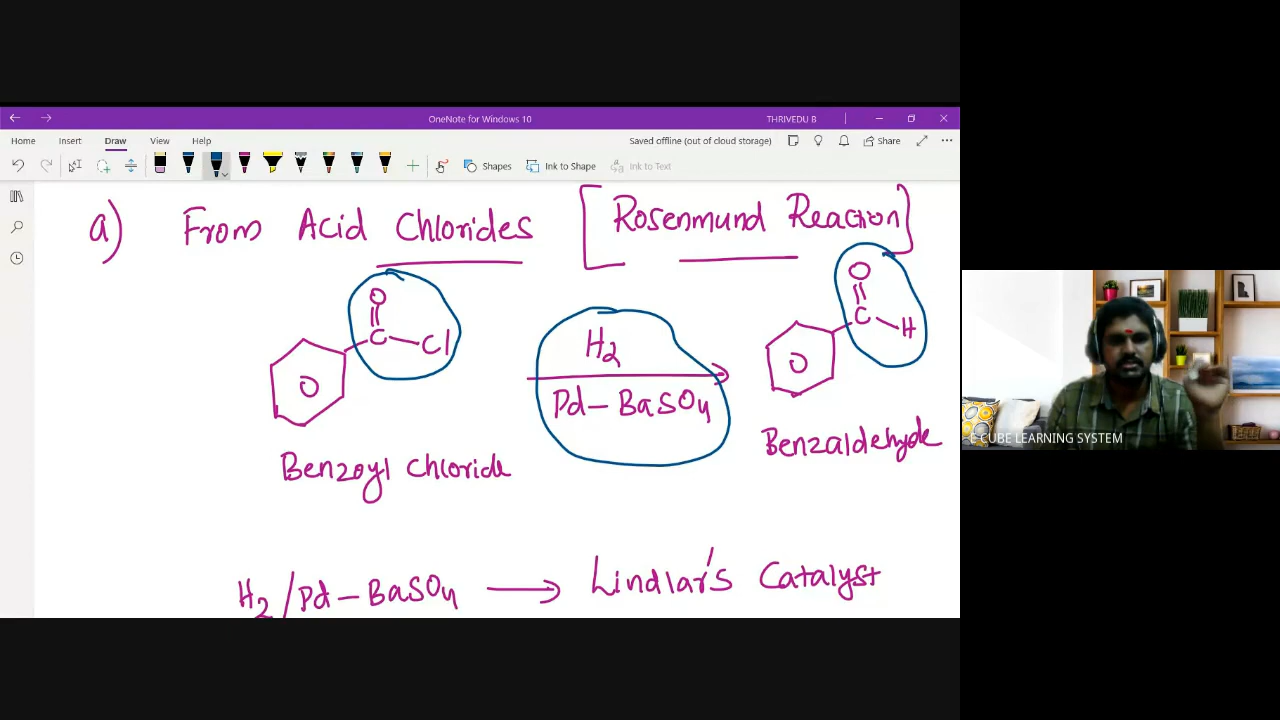 OneNote for Windows 10
THRIVEDU B
Home Insert Draw View Help
Saved offline (out of cloud storage)
Share
Shapes
Ink to Shape
Ink to Text
a) From Acid Chlorides [Rosenmund Reaction]
O
O
C Cl
H2
C H
Pd - BaSO4
Benzoyl Chloride
Benzaldehyde
H2/Pd - BaSO4 ⟶ Lindlar's Catalyst
E CUBE LEARNING SYSTEM